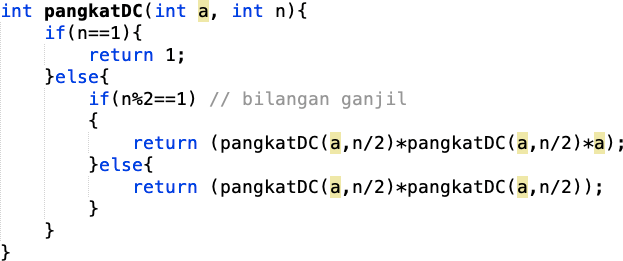 int pangkatDC(int a, int n){
    if(n==1){
        return 1;
    }else{
        if(n%2==1) // bilangan ganjil
        {
            return (pangkatDC(a,n/2)*pangkatDC(a,n/2)*a);
        }else{
            return (pangkatDC(a,n/2)*pangkatDC(a,n/2));
        }
    }
}